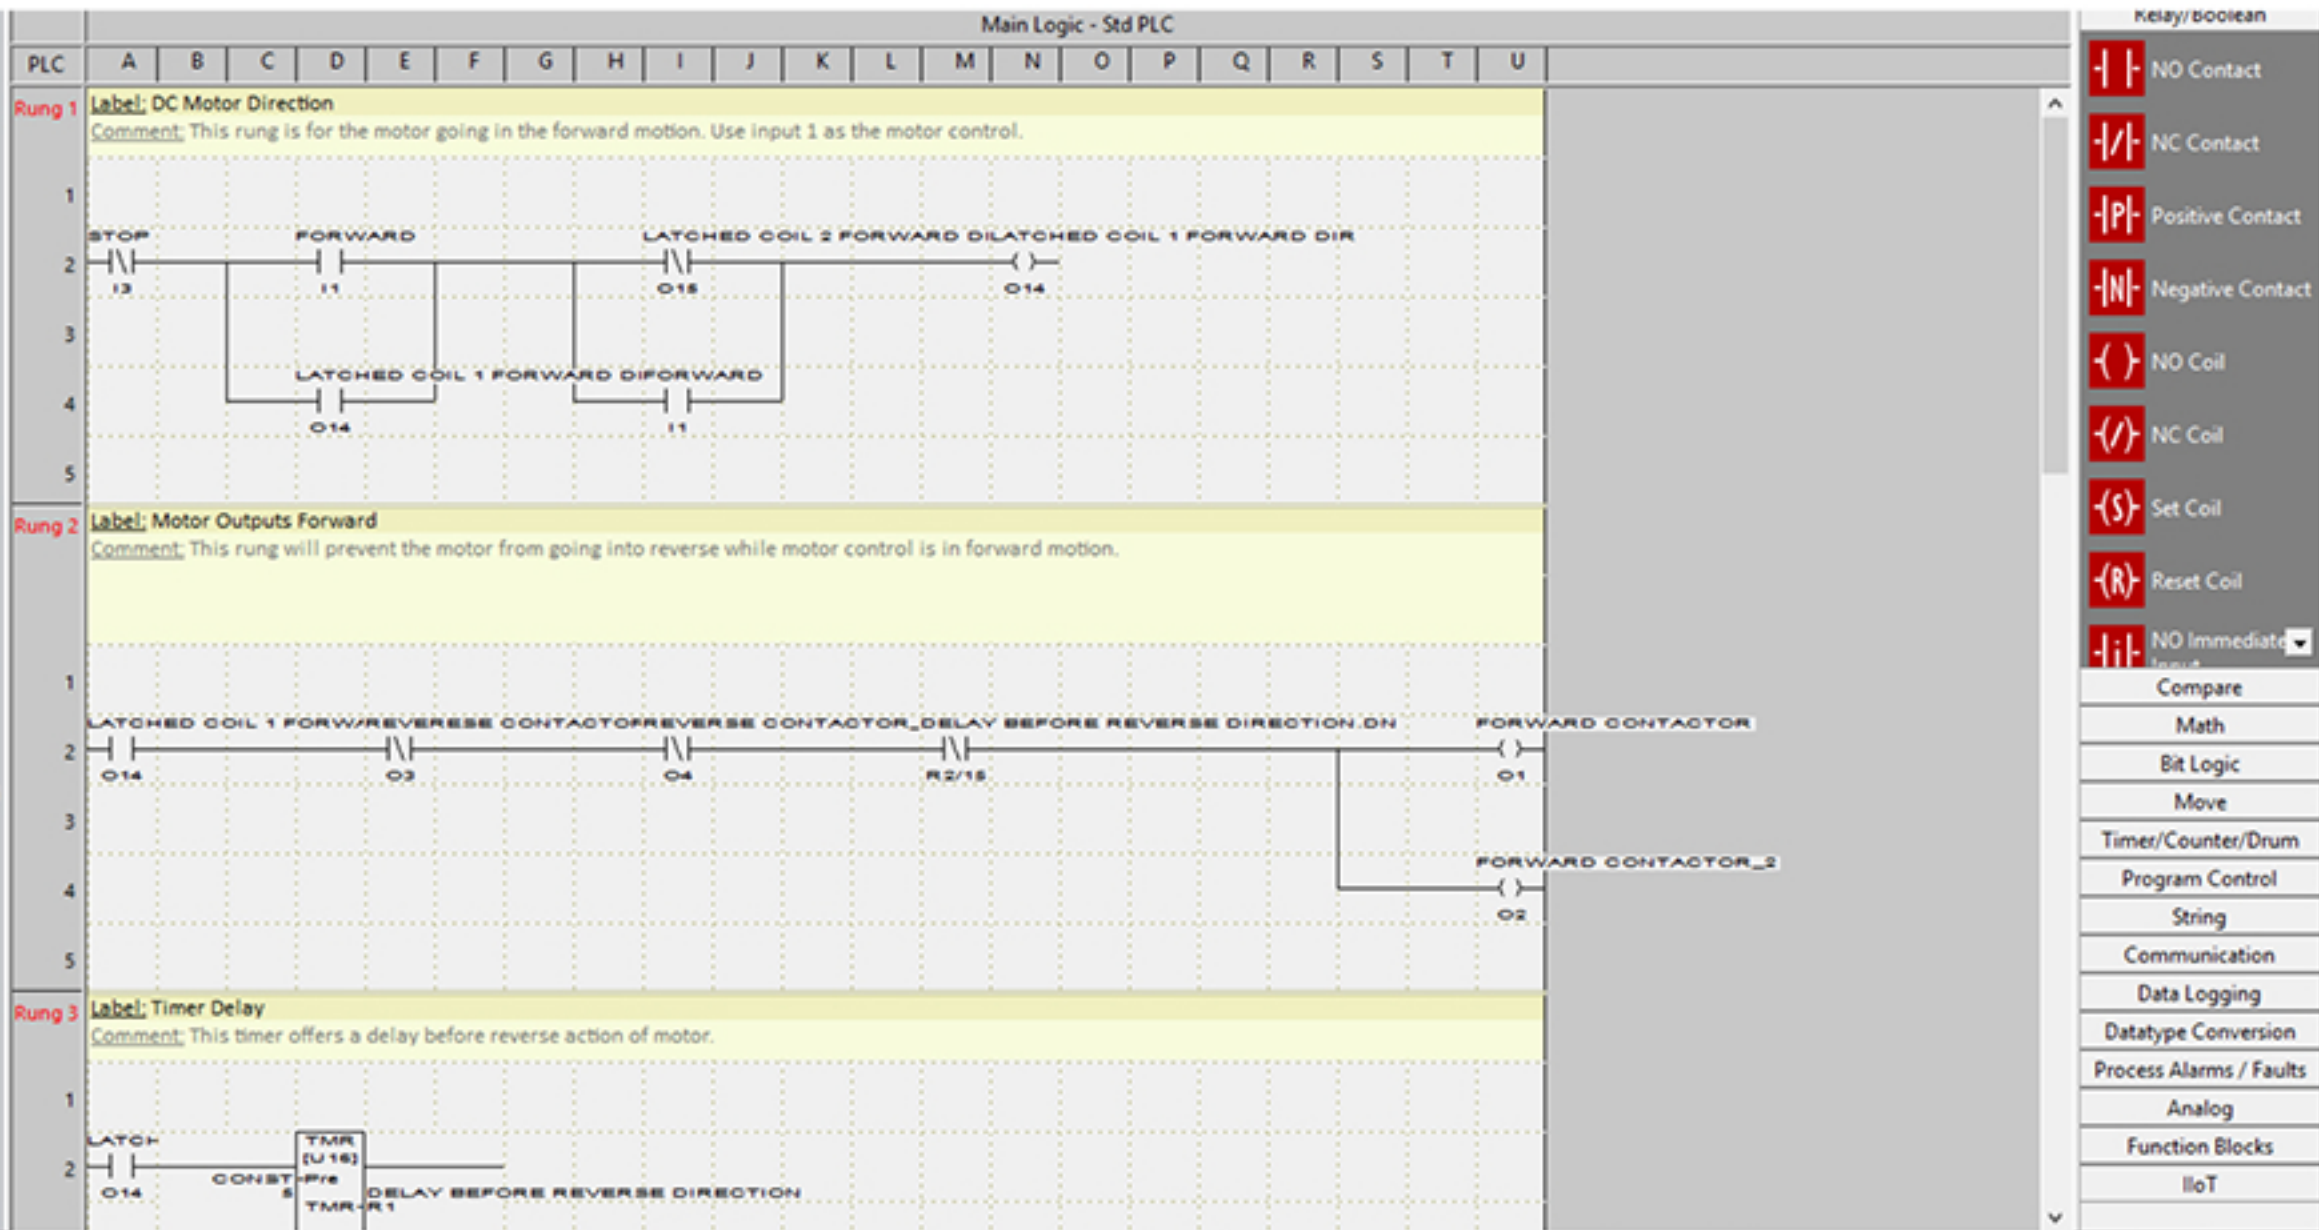 Main Logic - Std PLC
PLC A B C D E F G H I J K L M N O P Q R S T U
Rung 1
Label: DC Motor Direction
Comment: This rung is for the motor going in the forward motion. Use input 1 as the motor control.
1
STOP FORWARD LATCHED COIL 2 FORWARD DILATCHED COIL 1 FORWARD DIR
2
I3 I1 O15 O14
3
LATCHED COIL 1 FORWARD DIFORWARD
4
O14 I1
5
Rung 2
Label: Motor Outputs Forward
Comment: This rung will prevent the motor from going into reverse while motor control is in forward motion.
1
LATCHED COIL 1 FORW/REVERESE CONTACTOFREVERSE CONTACTOR_DELAY BEFORE REVERSE DIRECTION.DN FORWARD CONTACTOR
2
O14 O3 O4 R2/15 O1
3
FORWARD CONTACTOR_2
4
O2
5
Rung 3
Label: Timer Delay
Comment: This timer offers a delay before reverse action of motor.
1
LATCH TMR
2
[U16]
CONST Pre
O14 5 DELAY BEFORE REVERSE DIRECTION
TMR R1
Relay/Boolean
NO Contact
NC Contact
Positive Contact
Negative Contact
NO Coil
NC Coil
Set Coil
Reset Coil
NO Immediate
Input
Compare
Math
Bit Logic
Move
Timer/Counter/Drum
Program Control
String
Communication
Data Logging
Datatype Conversion
Process Alarms / Faults
Analog
Function Blocks
IIoT